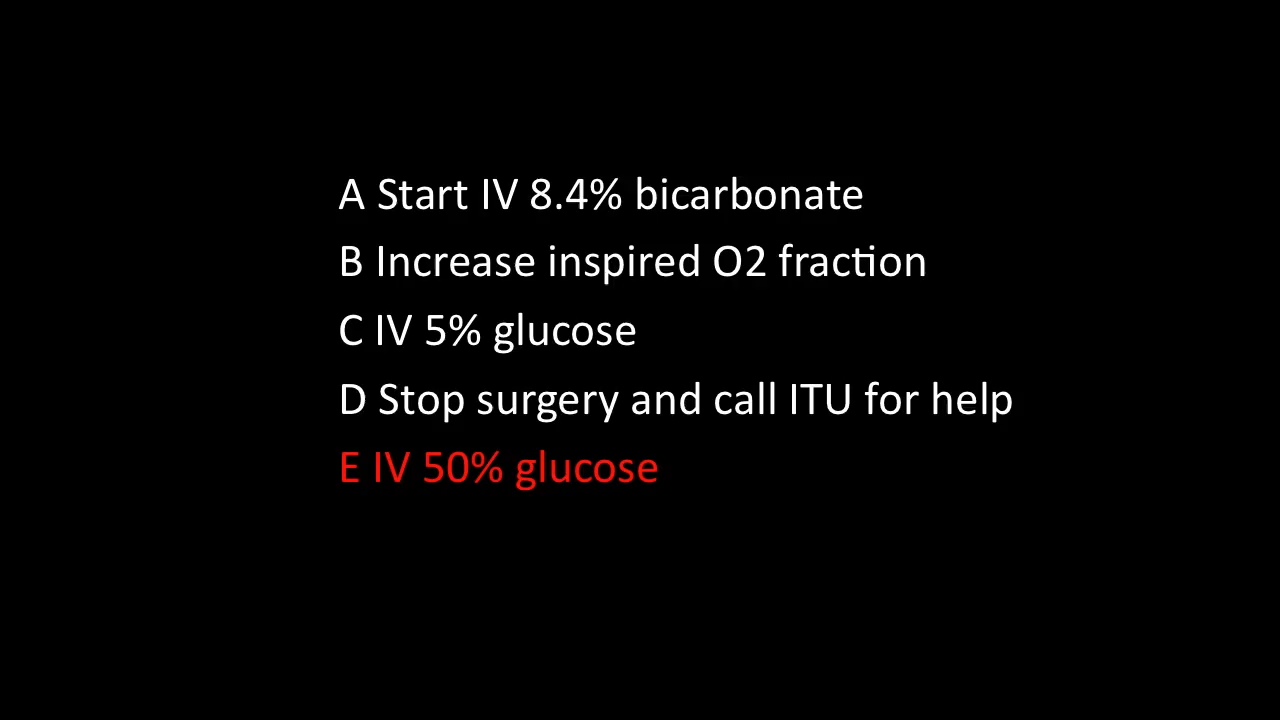 A Start IV 8.4% bicarbonate
B Increase inspired O2 fraction
C IV 5% glucose
D Stop surgery and call ITU for help
E IV 50% glucose